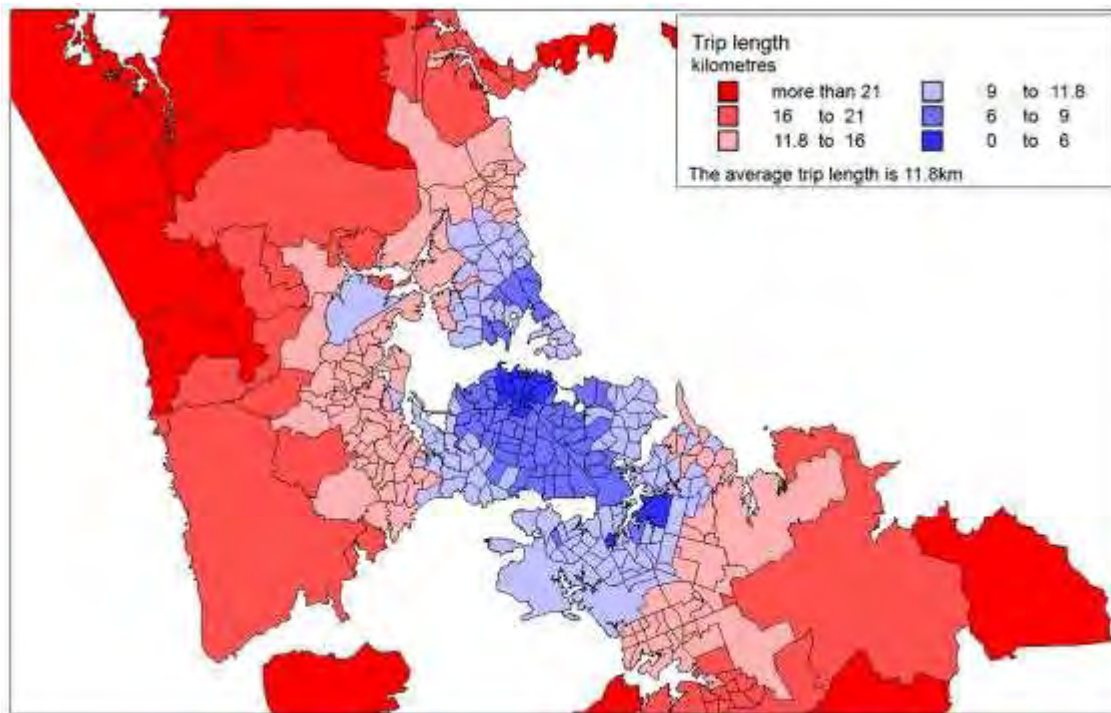 Trip length
kilometres
more than 21
16 to 21
11.8 to 16
9 to 11.8
6 to 9
0 to 6
The average trip length is 11.8km